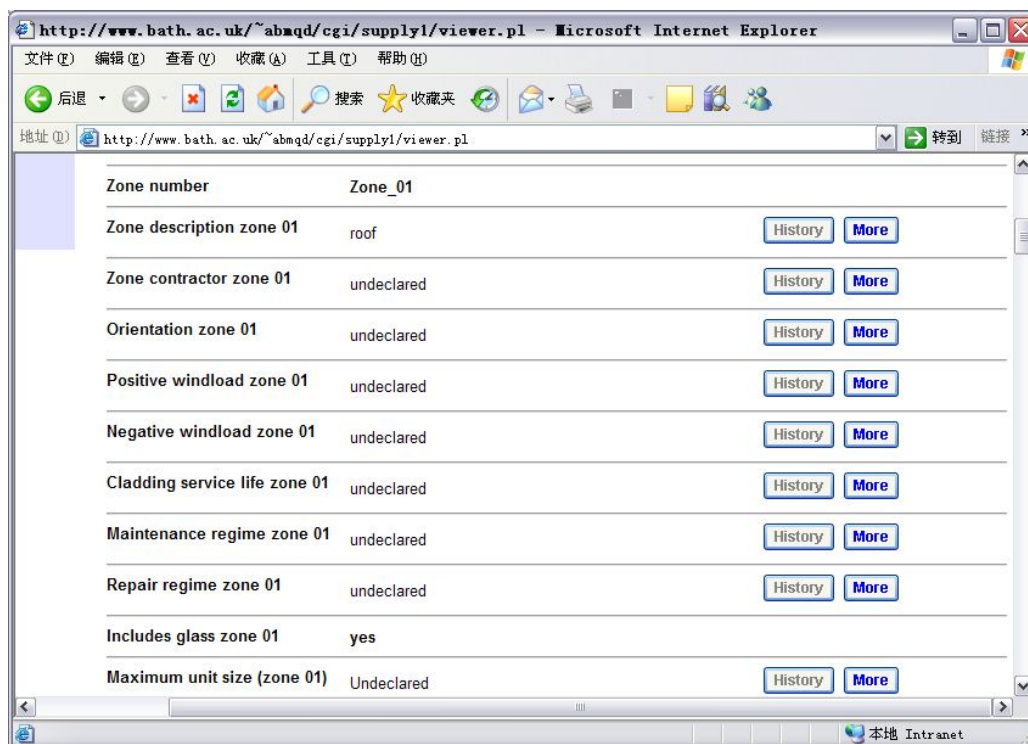 http://www.bath.ac.uk/~abmqd/cgi/supply1/viewer.pl - Microsoft Internet Explorer
文件(F) 编辑(E) 查看(V) 收藏(A) 工具(T) 帮助(H)
后退 搜索 收藏夹
地址(D) http://www.bath.ac.uk/~abmqd/cgi/supply1/viewer.pl 转到 链接 »
Zone number Zone_01
Zone description zone 01 roof History More
Zone contractor zone 01 undeclared History More
Orientation zone 01 undeclared History More
Positive windload zone 01 undeclared History More
Negative windload zone 01 undeclared History More
Cladding service life zone 01 undeclared History More
Maintenance regime zone 01 undeclared History More
Repair regime zone 01 undeclared History More
Includes glass zone 01 yes
Maximum unit size (zone 01) Undeclared History More
本地 Intranet